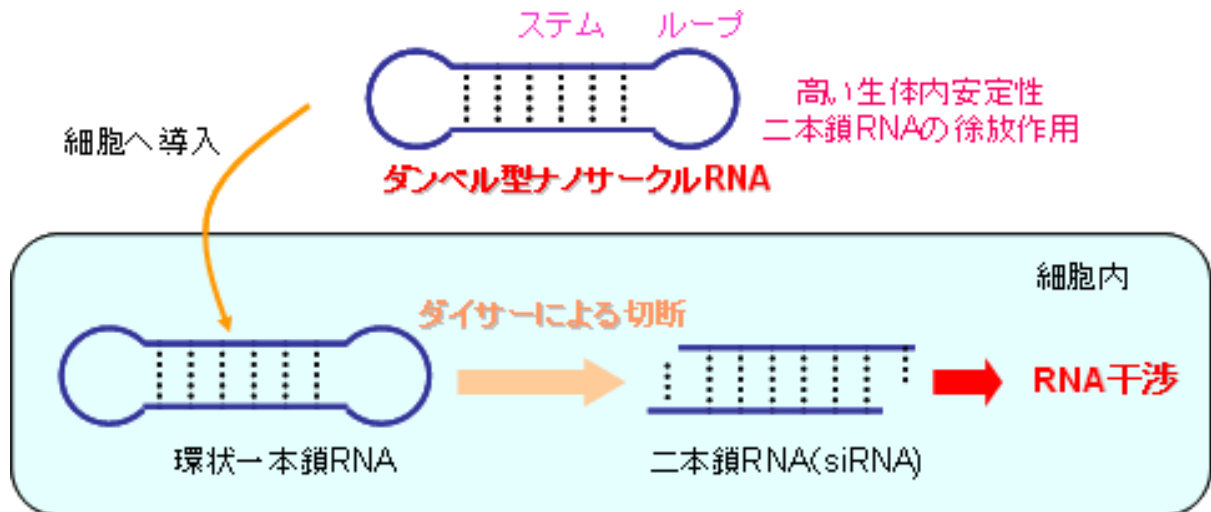 ステム ループ
高い生体内安定性
二本鎖RNAの徐放作用
細胞へ導入
ダンベル型ナノサークルRNA
細胞内
ダイサーによる切断
RNA干渉
環状一本鎖RNA
二本鎖RNA(siRNA)